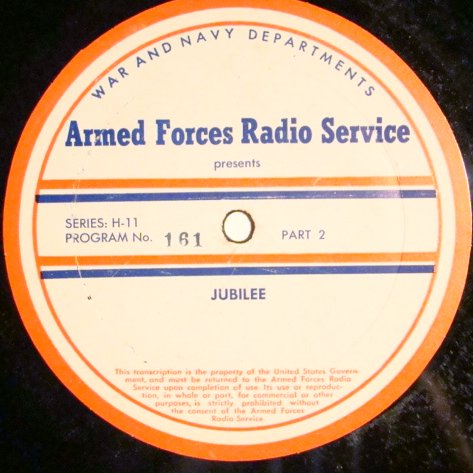 WAR AND NAVY DEPARTMENTS
Armed Forces Radio Service
presents
SERIES: H-11
PROGRAM No. 161 PART 2
JUBILEE
This transcription is the property of the United States Govern
ment, and must be returned to the Armed Forces Radio
Service upon completion of use Its use or reproduc-
tion, in whole or part, for commercial or other
purposes, is strictly prohibited without
the consent of the Armed Forces
Radio Service.